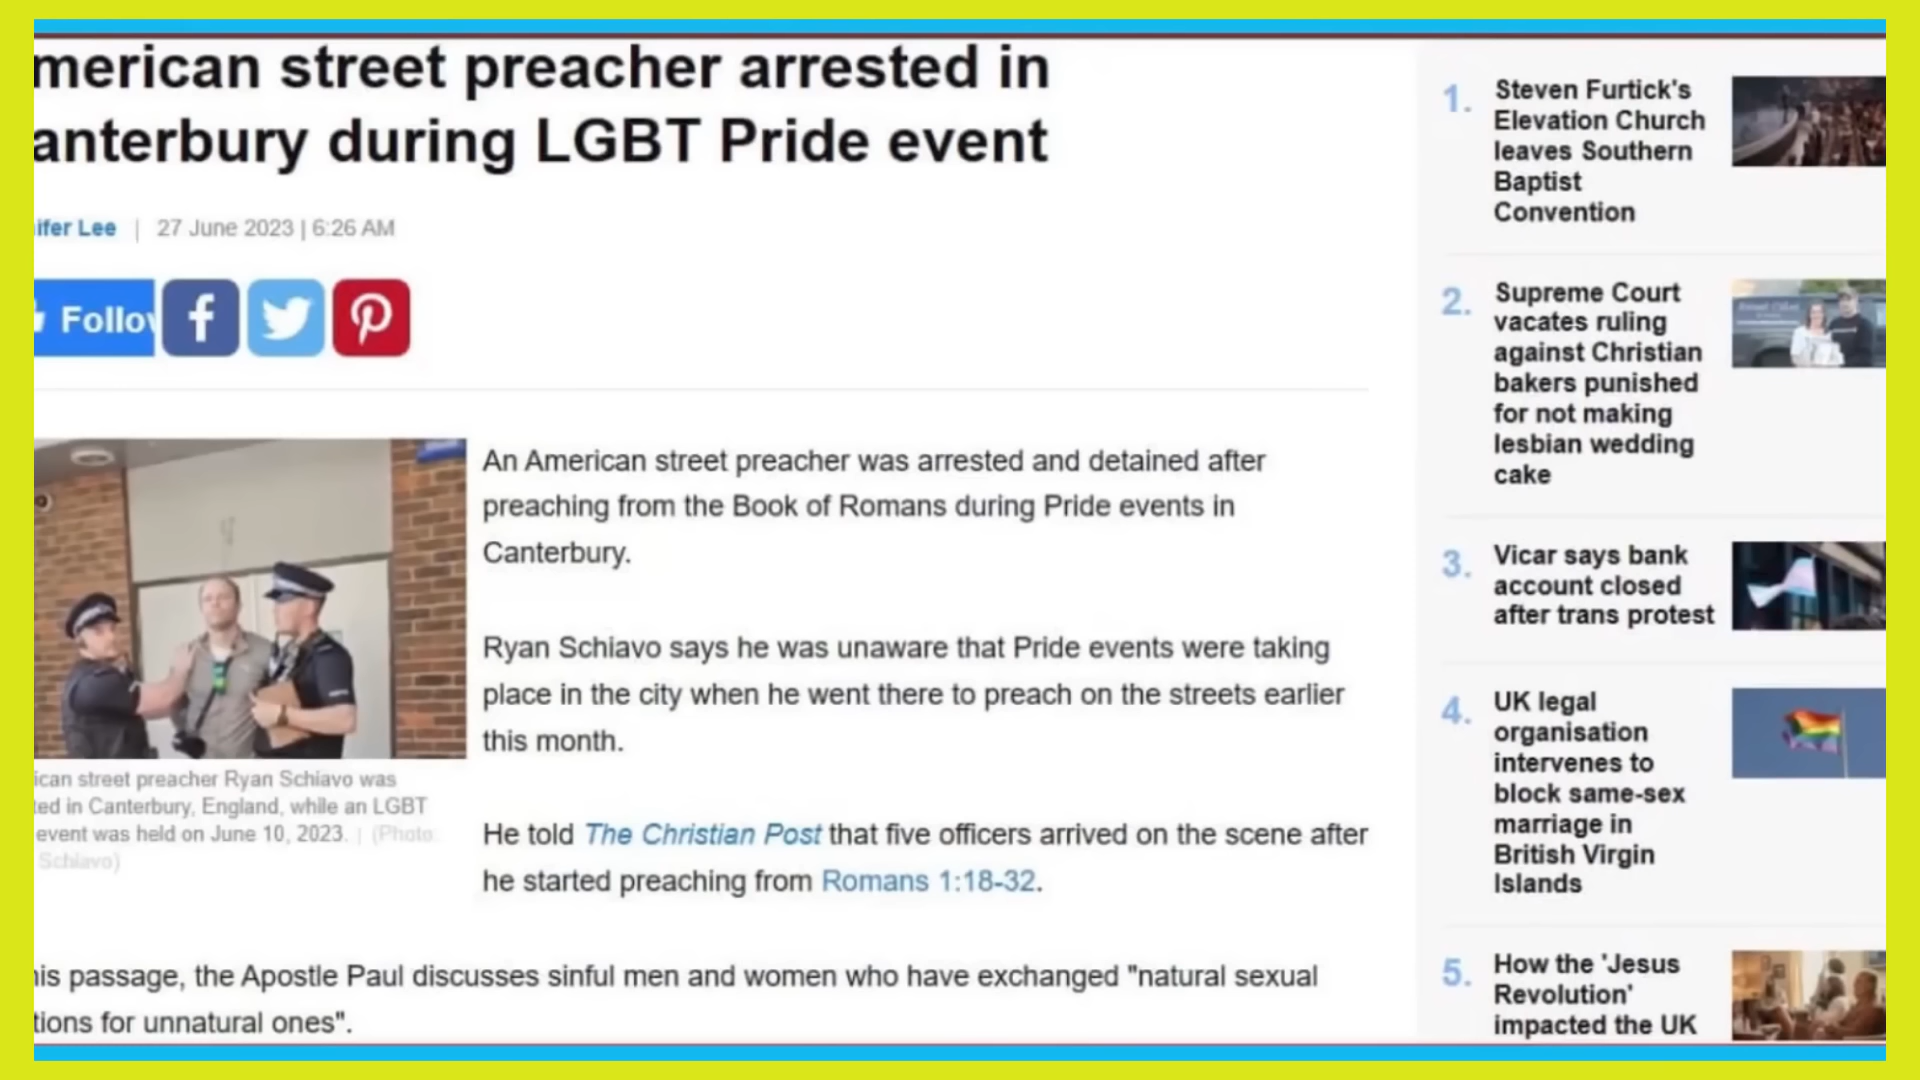 merican street preacher arrested in
anterbury during LGBT Pride event
ifer Lee | 27 June 2023 | 6:26 AM
Follow
An American street preacher was arrested and detained after
preaching from the Book of Romans during Pride events in
Canterbury.
Ryan Schiavo says he was unaware that Pride events were taking
place in the city when he went there to preach on the streets earlier
this month.
He told The Christian Post that five officers arrived on the scene after
he started preaching from Romans 1:18-32.
ican street preacher Ryan Schiavo was
ted in Canterbury, England, while an LGBT
event was held on June 10, 2023. | (Photo:
Schiavo)
his passage, the Apostle Paul discusses sinful men and women who have exchanged "natural sexual
tions for unnatural ones".
1. Steven Furtick's
Elevation Church
leaves Southern
Baptist
Convention
2. Supreme Court
vacates ruling
against Christian
bakers punished
for not making
lesbian wedding
cake
3. Vicar says bank
account closed
after trans protest
4. UK legal
organisation
intervenes to
block same-sex
marriage in
British Virgin
Islands
5. How the 'Jesus
Revolution'
impacted the UK